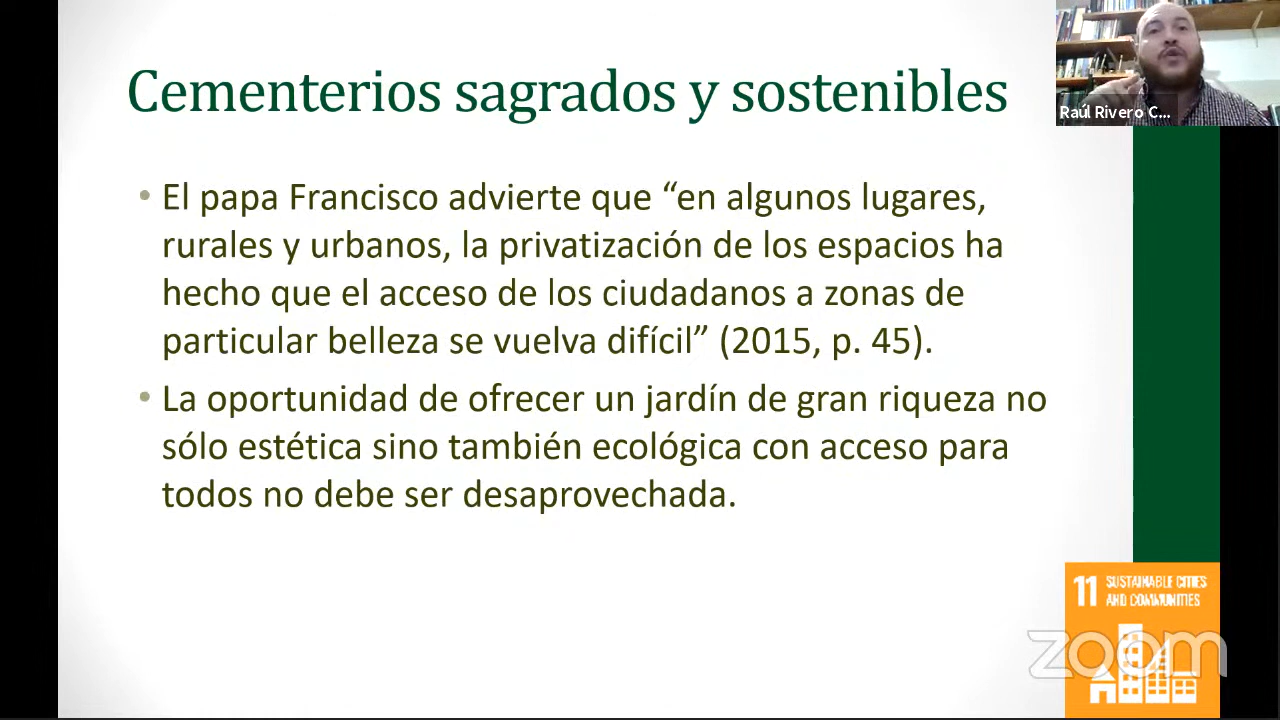 Cementerios sagrados y sostenibles
Raúl Rivero C...
• El papa Francisco advierte que “en algunos lugares,
rurales y urbanos, la privatización de los espacios ha
hecho que el acceso de los ciudadanos a zonas de
particular belleza se vuelva difícil” (2015, p. 45).
• La oportunidad de ofrecer un jardín de gran riqueza no
sólo estética sino también ecológica con acceso para
todos no debe ser desaprovechada.
11 SUSTAINABLE CITIES
AND COMMUNITIES
zoom